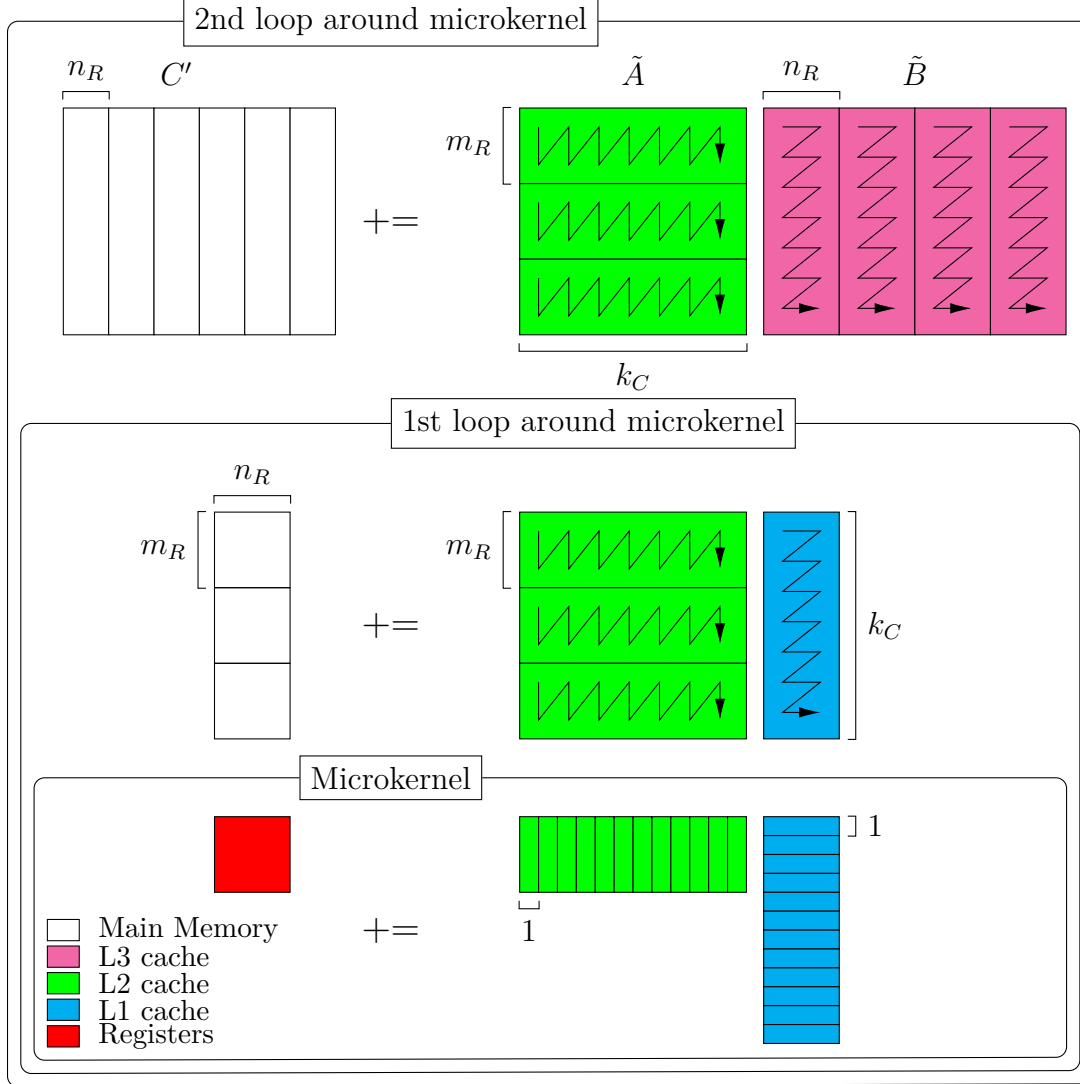 2nd loop around microkernel
n_R C′ Ã n_R B̃
m_R
+=
k_C
1st loop around microkernel
n_R
m_R m_R
+= k_C
Microkernel
1
1
+=
Main Memory
L3 cache
L2 cache
L1 cache
Registers